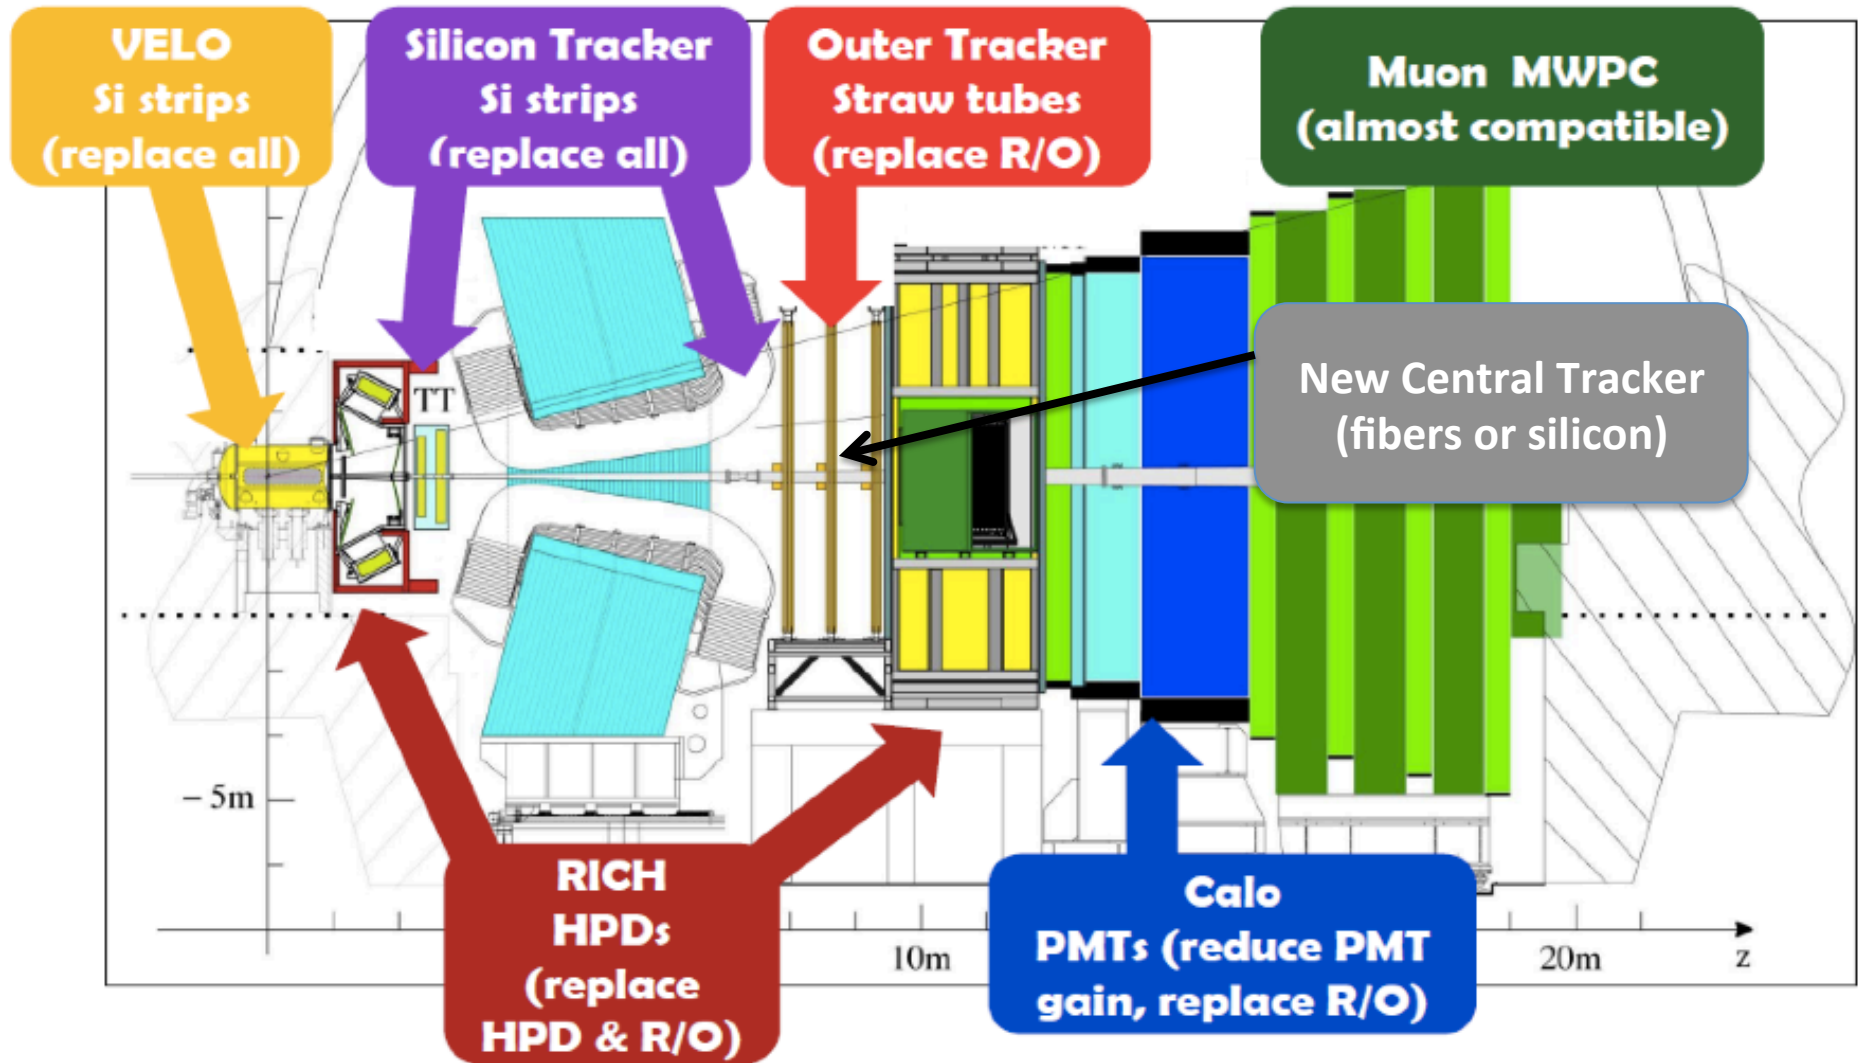 VELO
Si strips
(replace all)
Silicon Tracker
Si strips
(replace all)
Outer Tracker
Straw tubes
(replace R/O)
Muon MWPC
(almost compatible)
TT
New Central Tracker
(fibers or silicon)
– 5m
RICH
HPDs
(replace
HPD & R/O)
Calo
PMTs (reduce PMT
gain, replace R/O)
10m
20m
z